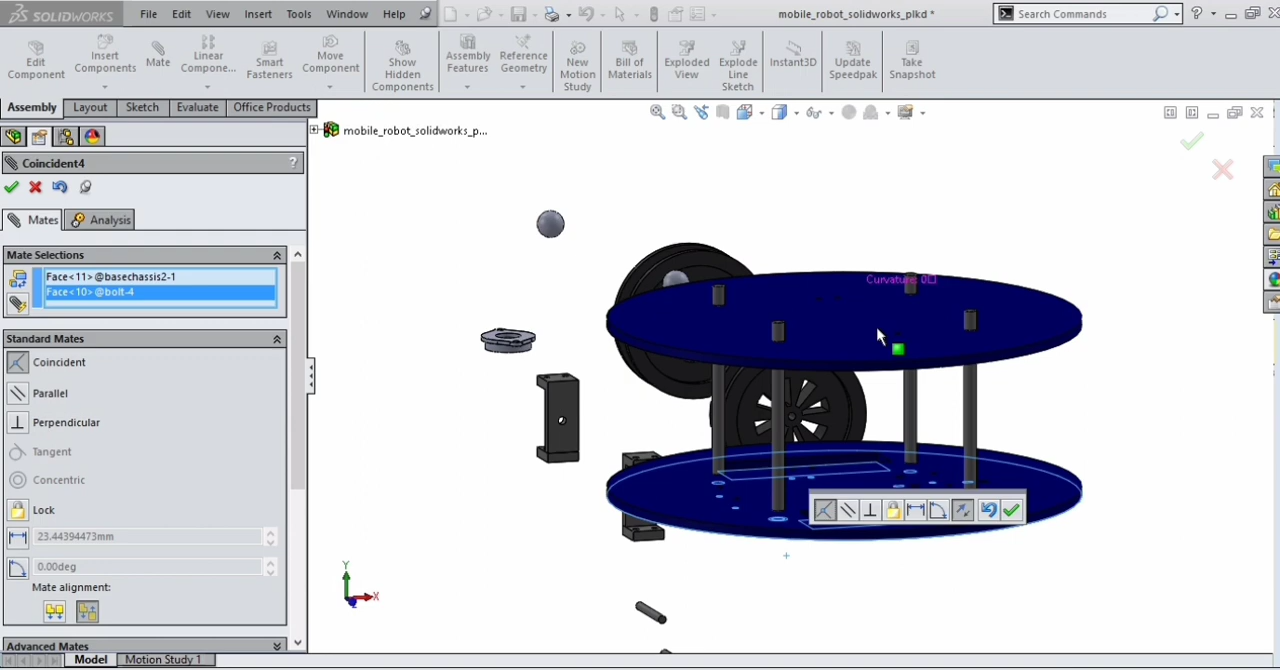 SOLIDWORKS File Edit View Insert Tools Window Help mobile_robot_solidworks_plkd * Search Commands ?
Edit Component
Insert Components
Mate
Linear Compone...
Smart Fasteners
Move Component
Show Hidden Components
Assembly Features
Reference Geometry
New Motion Study
Bill of Materials
Exploded View
Explode Line Sketch
Instant3D
Update Speedpak
Take Snapshot
Assembly Layout Sketch Evaluate Office Products
mobile_robot_solidworks_p...
Coincident4 ?
Mates Analysis
Mate Selections
Face<11>@basechassis2-1
Face<10>@bolt-4
Standard Mates
Coincident
Parallel
Perpendicular
Tangent
Concentric
Lock
23.44394473mm
0.00deg
Mate alignment:
Advanced Mates
Curvature: 0
Y
X
Z
Model Motion Study 1